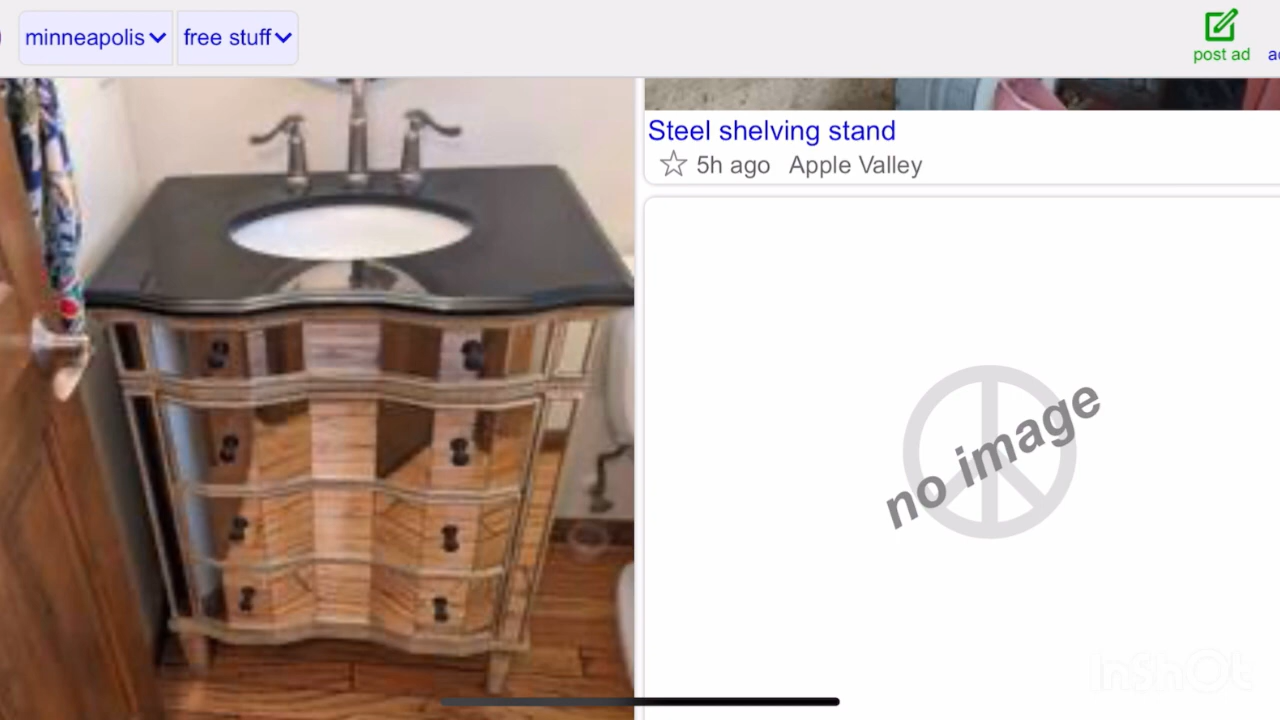 minneapolis
free stuff
post ad
Steel shelving stand
5h ago Apple Valley
no image
InShOt